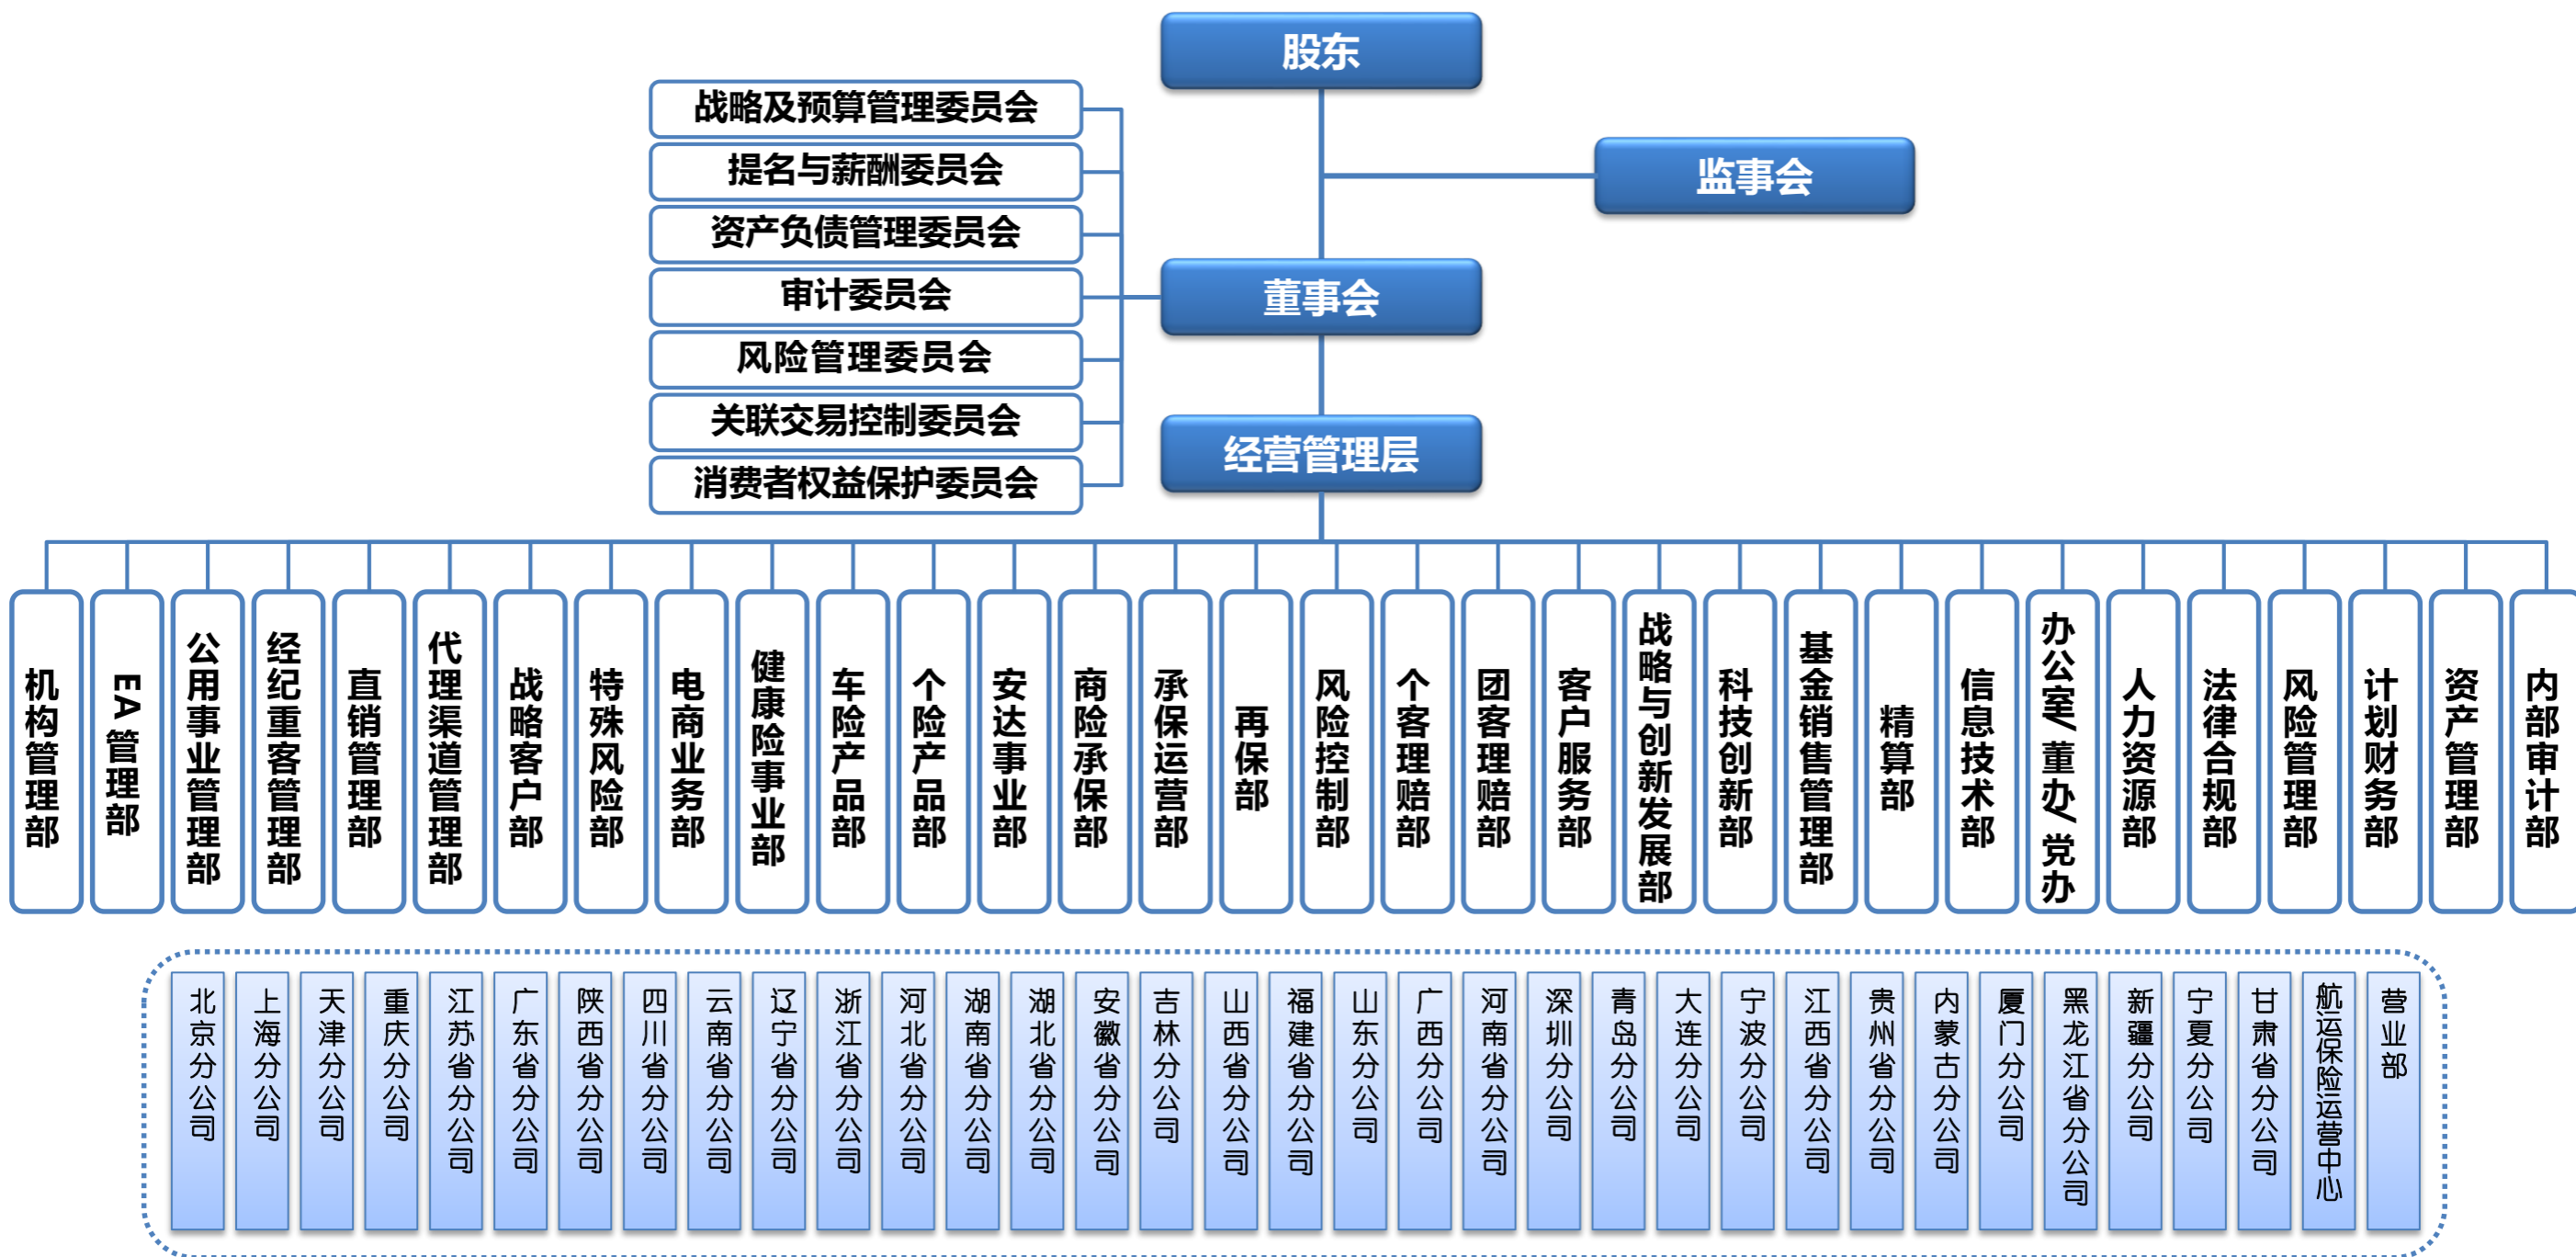 股东
战略及预算管理委员会
提名与薪酬委员会
资产负债管理委员会
审计委员会
风险管理委员会
关联交易控制委员会
消费者权益保护委员会
监事会
董事会
经营管理层
机构管理部
EA 管理部
公用事业管理部
经纪重客管理部
直销管理部
代理渠道管理部
战略客户部
特殊风险部
电商业务部
健康险事业部
车险产品部
个险产品部
安达事业部
商险承保部
承保运营部
再保部
风险控制部
个客理赔部
团客理赔部
客户服务部
战略与创新发展部
科技创新部
基金销售管理部
精算部
信息技术部
办公室/董办/党办
人力资源部
法律合规部
风险管理部
计划财务部
资产管理部
内部审计部
北京分公司
上海分公司
天津分公司
重庆分公司
江苏省分公司
广东省分公司
陕西省分公司
四川省分公司
云南省分公司
辽宁省分公司
浙江省分公司
河北省分公司
湖南省分公司
湖北省分公司
安徽省分公司
吉林分公司
山西省分公司
福建省分公司
山东分公司
广西分公司
河南省分公司
深圳分公司
青岛分公司
大连分公司
宁波分公司
江西省分公司
贵州省分公司
内蒙古分公司
厦门分公司
黑龙江省分公司
新疆分公司
宁夏分公司
甘肃省分公司
航运保险运营中心
营业部